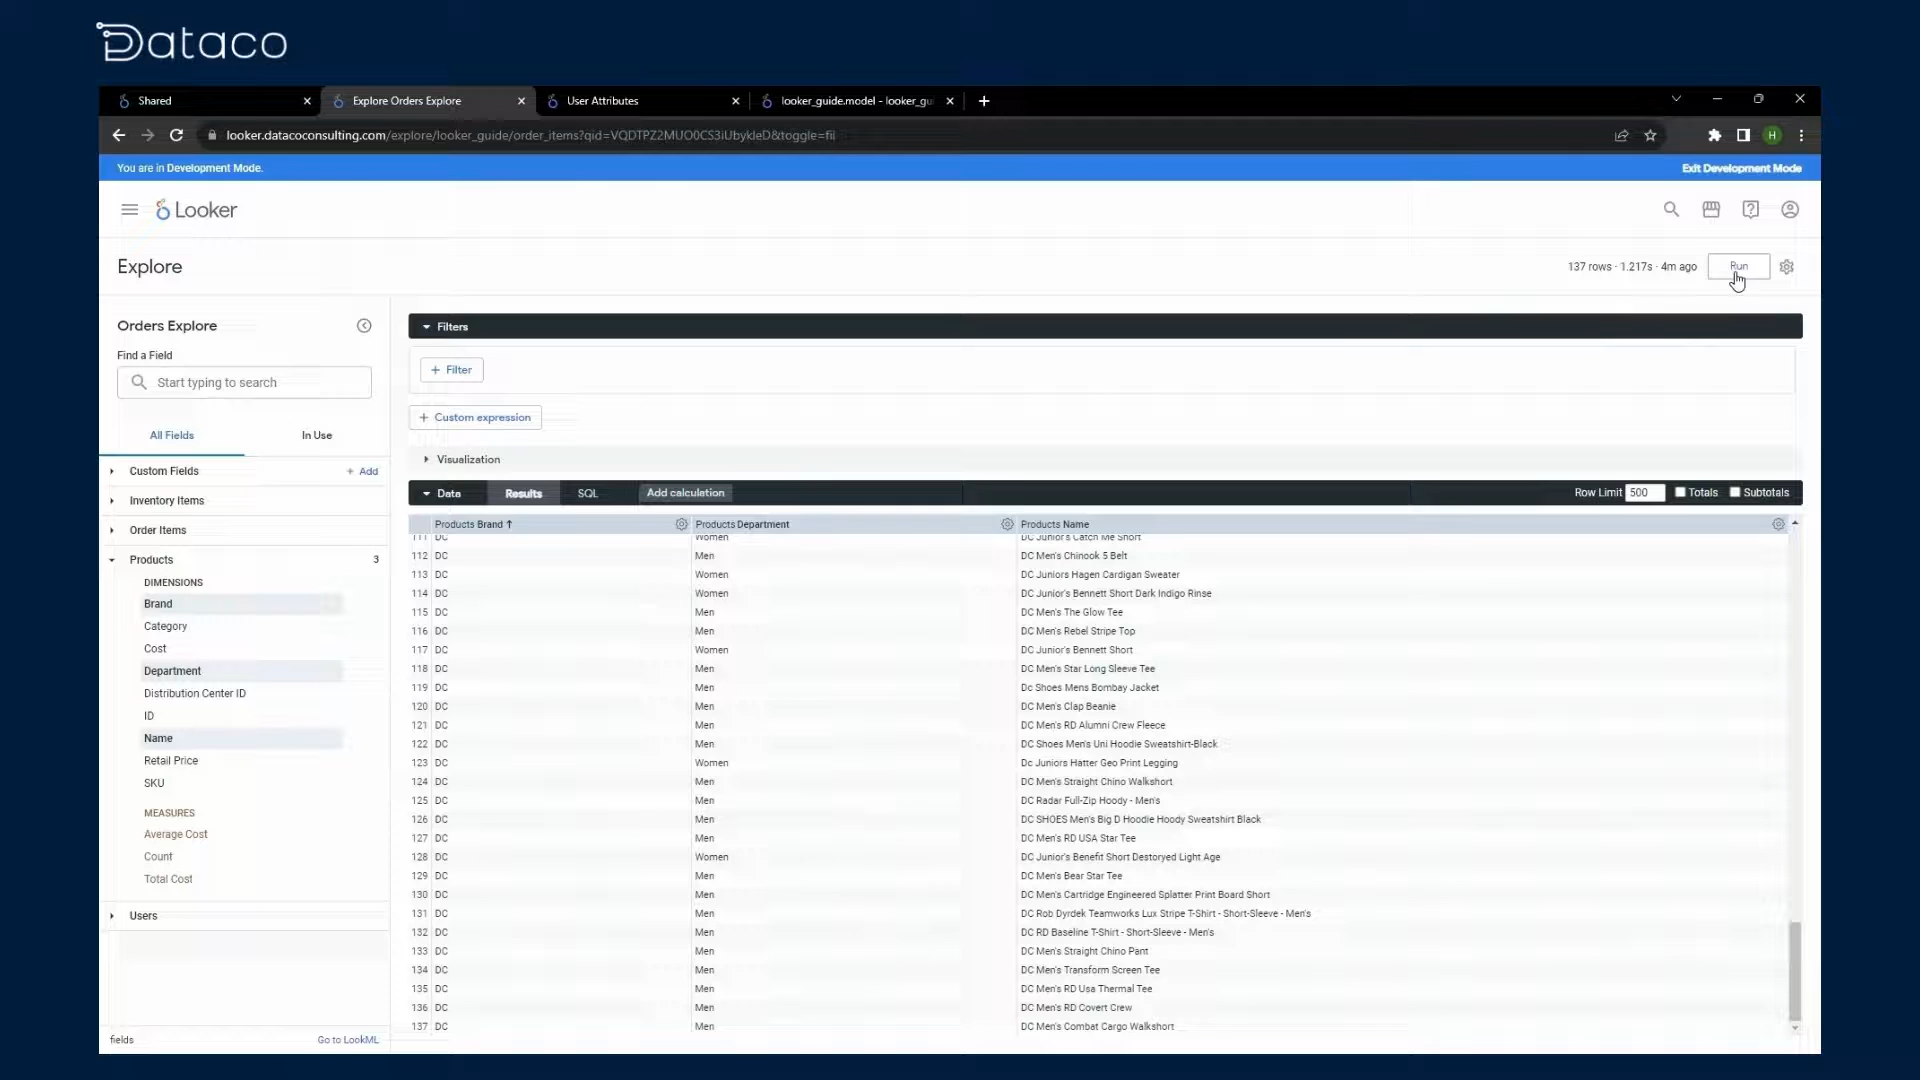 Dataco
Shared
Explore Orders Explore
User Attributes
looker_guide.model - looker_gu
looker.datacoconsulting.com/explore/looker_guide/order_items?qid=VQDTPZ2MUO0CS3iUbykleD&toggle=fil
H
You are in Development Mode.
Exit Development Mode
Looker
Explore
137 rows · 1.217s · 4m ago
Run
Orders Explore
Find a Field
Start typing to search
All Fields
In Use
Custom Fields
+ Add
Inventory Items
Order Items
Products
3
DIMENSIONS
Brand
Category
Cost
Department
Distribution Center ID
ID
Name
Retail Price
SKU
MEASURES
Average Cost
Count
Total Cost
Users
fields
Go to LookML
Filters
+ Filter
+ Custom expression
Visualization
Data
Results
SQL
Add calculation
Row Limit 500
Totals
Subtotals
Products Brand ↑
Products Department
Products Name
111 DC Women DC Junior's Catch Me Short
112 DC Men DC Men's Chinook 5 Belt
113 DC Women DC Juniors Hagen Cardigan Sweater
114 DC Women DC Junior's Bennett Short Dark Indigo Rinse
115 DC Men DC Men's The Glow Tee
116 DC Men DC Men's Rebel Stripe Top
117 DC Women DC Junior's Bennett Short
118 DC Men DC Men's Star Long Sleeve Tee
119 DC Men Dc Shoes Mens Bombay Jacket
120 DC Men DC Men's Clap Beanie
121 DC Men DC Men's RD Alumni Crew Fleece
122 DC Men DC Shoes Men's Uni Hoodie Sweatshirt-Black
123 DC Women Dc Juniors Hatter Geo Print Legging
124 DC Men DC Men's Straight Chino Walkshort
125 DC Men DC Radar Full-Zip Hoody - Men's
126 DC Men DC SHOES Men's Big D Hoodie Hoody Sweatshirt Black
127 DC Men DC Men's RD USA Star Tee
128 DC Women DC Junior's Benefit Short Destoryed Light Age
129 DC Men DC Men's Bear Star Tee
130 DC Men DC Men's Cartridge Engineered Splatter Print Board Short
131 DC Men DC Rob Dyrdek Teamworks Lux Stripe T-Shirt - Short-Sleeve - Men's
132 DC Men DC RD Baseline T-Shirt - Short-Sleeve - Men's
133 DC Men DC Men's Straight Chino Pant
134 DC Men DC Men's Transform Screen Tee
135 DC Men DC Men's RD Usa Thermal Tee
136 DC Men DC Men's RD Covert Crew
137 DC Men DC Men's Combat Cargo Walkshort